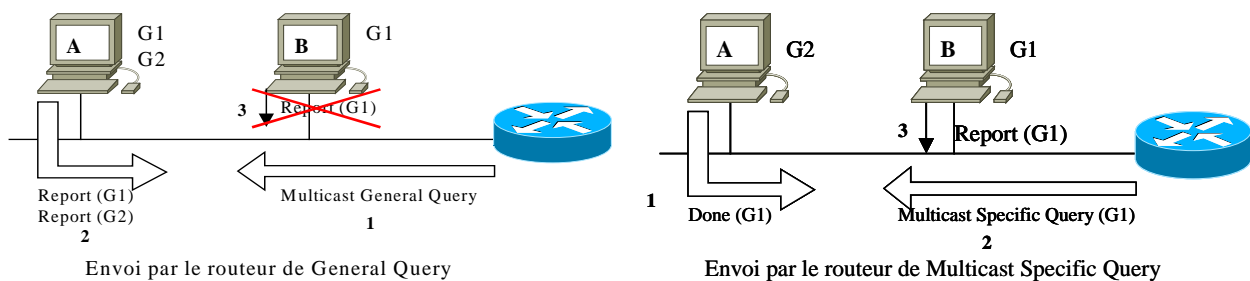 A
G1
G2
B
G1
3
Report (G1)
Report (G1)
Report (G2)
2
Multicast General Query
1
Envoi par le routeur de General Query
A
G2
B
G1
3
Report (G1)
1
Done (G1)
Multicast Specific Query (G1)
2
Envoi par le routeur de Multicast Specific Query